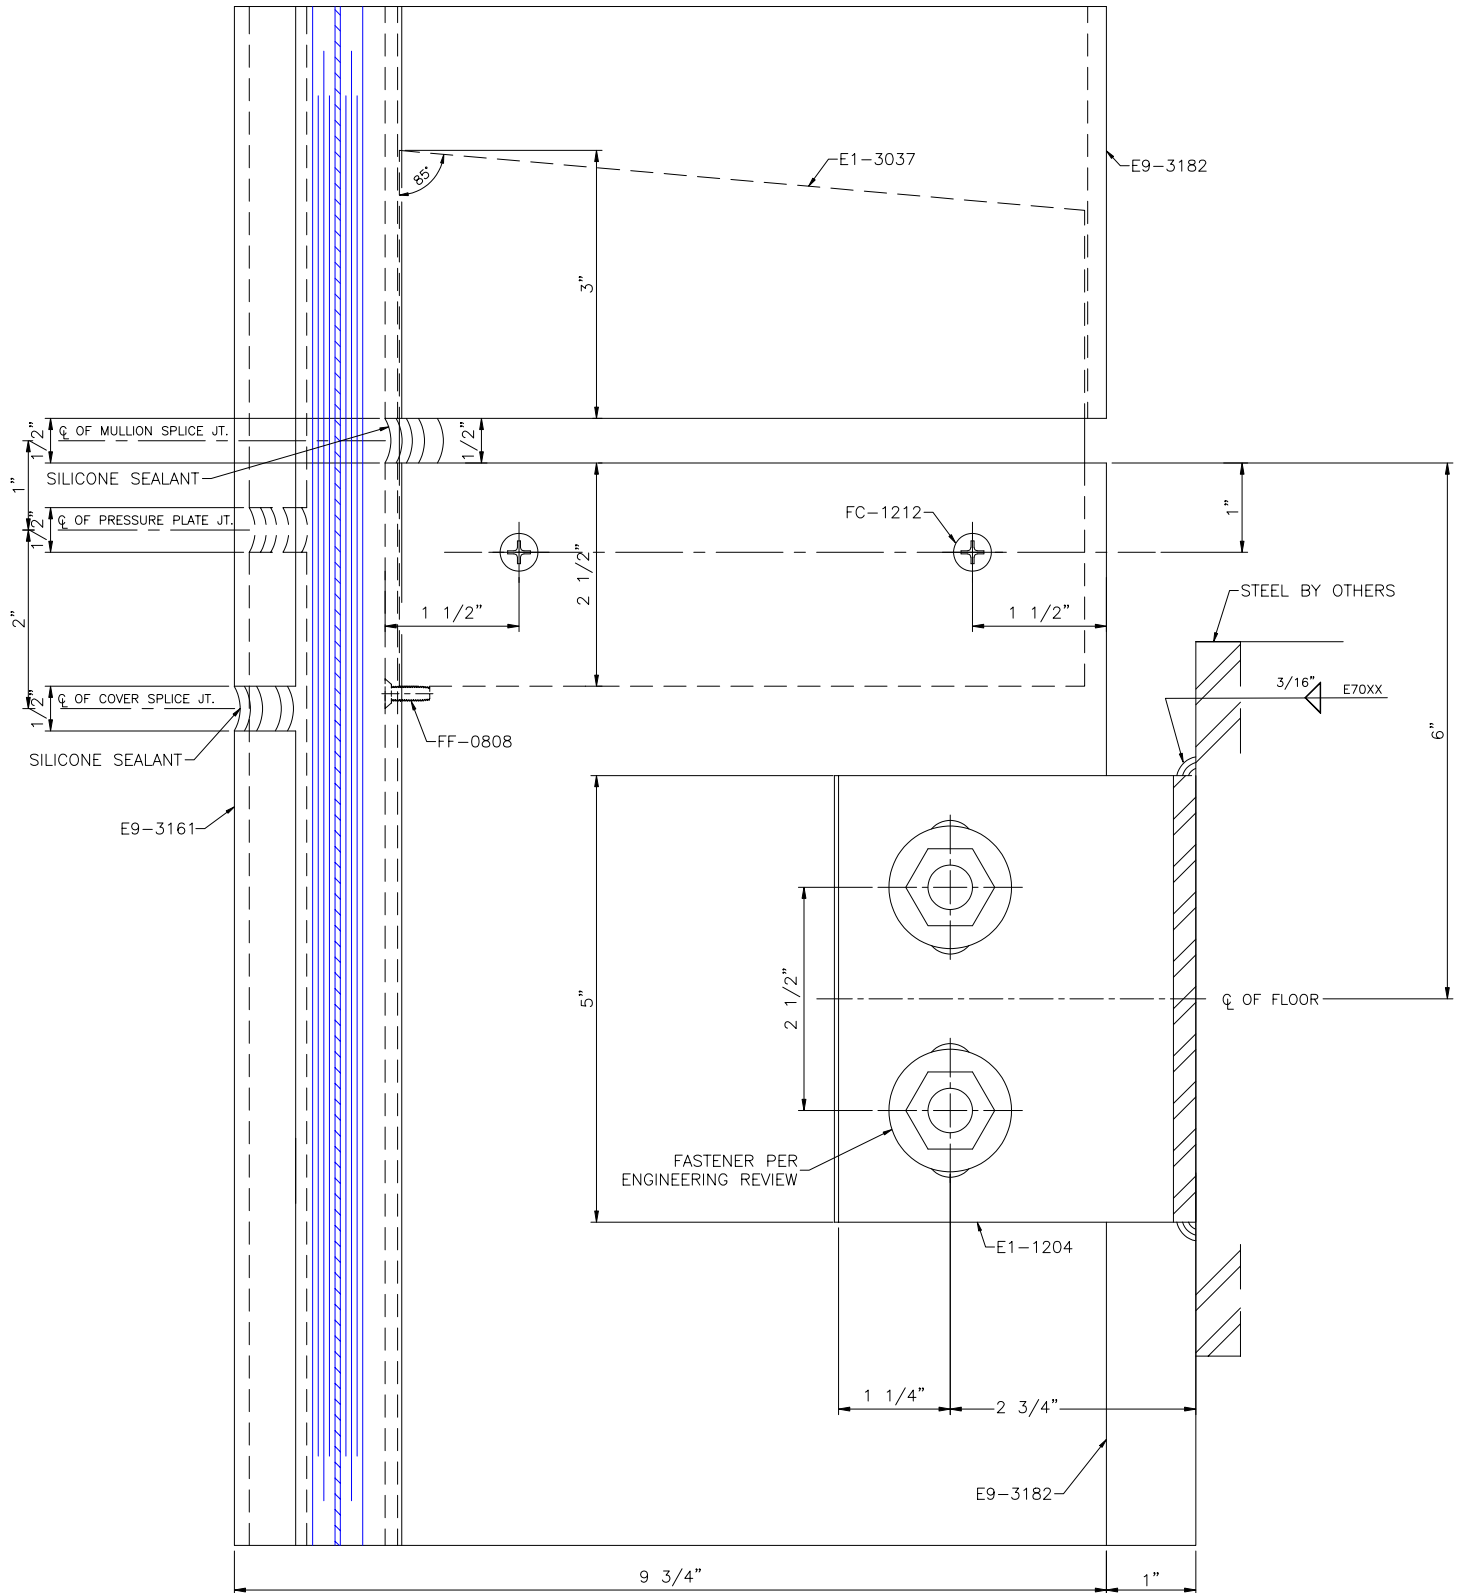 E1-3037
E9-3182
85°
3"
1/2"
℄ OF MULLION SPLICE JT.
1/2"
SILICONE SEALANT
1"
1/2"
℄ OF PRESSURE PLATE JT.
FC-1212
1"
2 1/2"
STEEL BY OTHERS
2"
1 1/2"
1 1/2"
3/16"
E70XX
1/2"
℄ OF COVER SPLICE JT.
6"
FF-0808
SILICONE SEALANT
E9-3161
5"
2 1/2"
℄ OF FLOOR
FASTENER PER
ENGINEERING REVIEW
E1-1204
1 1/4"
2 3/4"
E9-3182
9 3/4"
1"